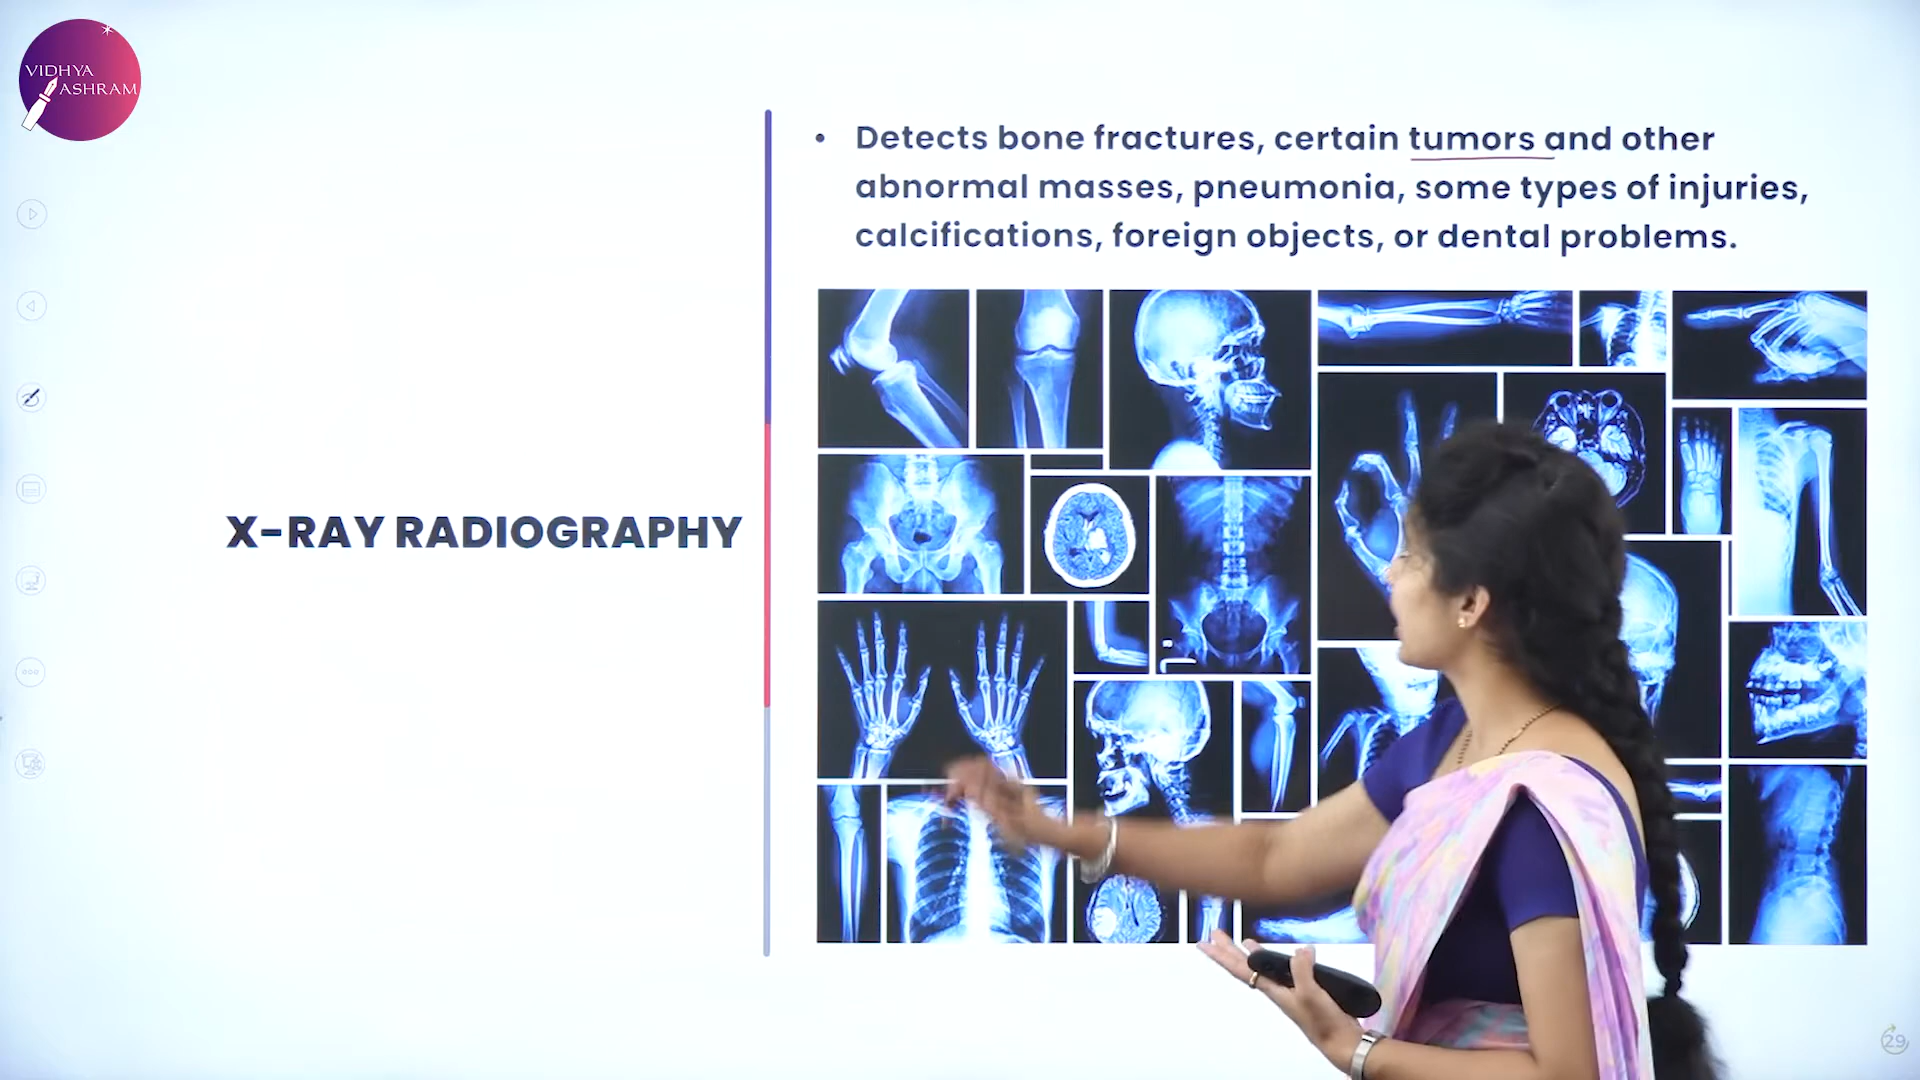 VIDHYA
ASHRAM
• Detects bone fractures, certain tumors and other
abnormal masses, pneumonia, some types of injuries,
calcifications, foreign objects, or dental problems.
X-RAY RADIOGRAPHY
29